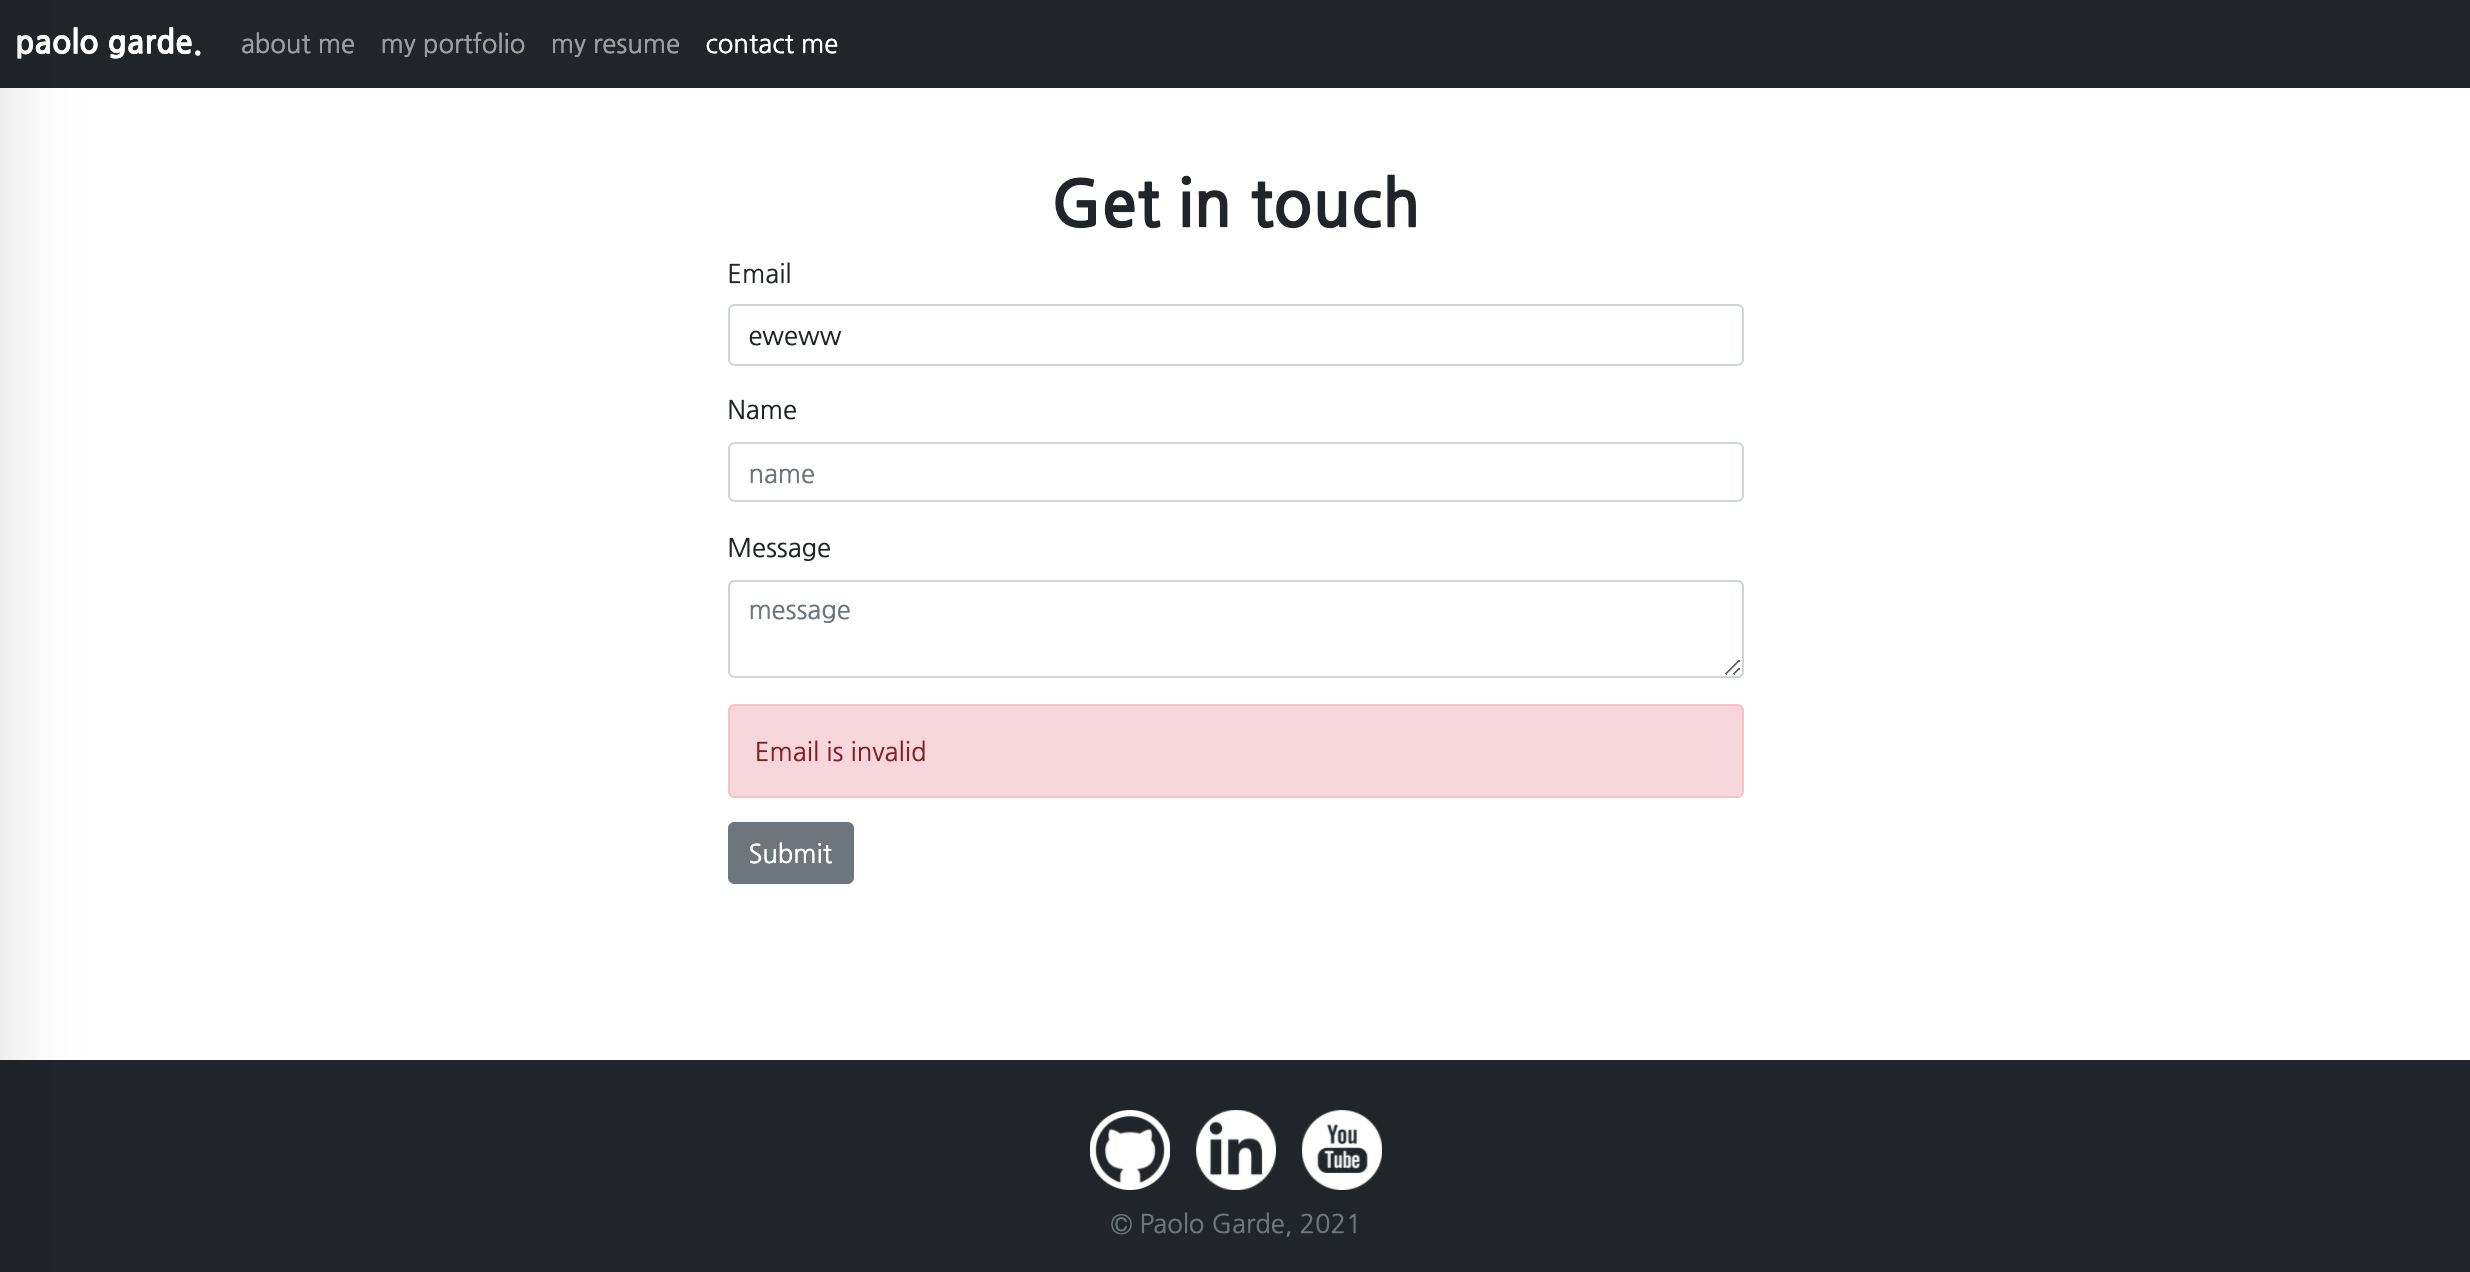 paolo garde. about me my portfolio my resume contact me
Get in touch
Email
eweww
Name
name
Message
message
Email is invalid
Submit
in You Tube
© Paolo Garde, 2021